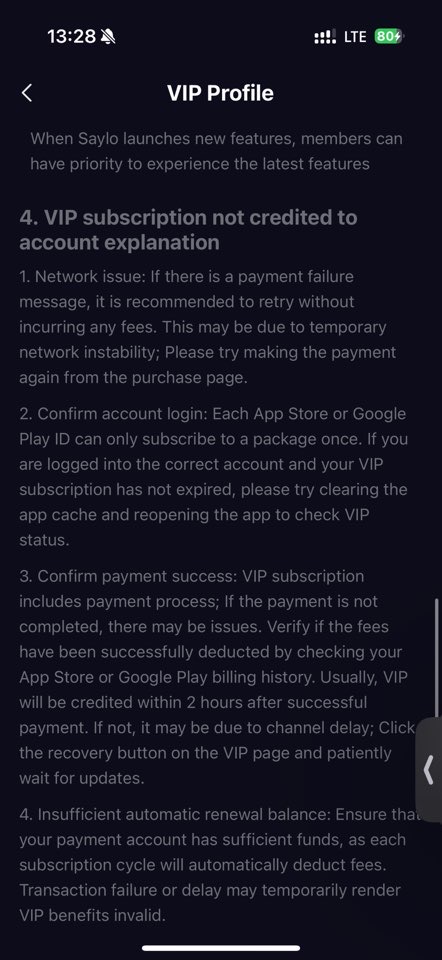 13:28
LTE
80
VIP Profile
When Saylo launches new features, members can
have priority to experience the latest features
4. VIP subscription not credited to
account explanation
1. Network issue: If there is a payment failure
message, it is recommended to retry without
incurring any fees. This may be due to temporary
network instability; Please try making the payment
again from the purchase page.
2. Confirm account login: Each App Store or Google
Play ID can only subscribe to a package once. If you
are logged into the correct account and your VIP
subscription has not expired, please try clearing the
app cache and reopening the app to check VIP
status.
3. Confirm payment success: VIP subscription
includes payment process; If the payment is not
completed, there may be issues. Verify if the fees
have been successfully deducted by checking your
App Store or Google Play billing history. Usually, VIP
will be credited within 2 hours after successful
payment. If not, it may be due to channel delay; Click
the recovery button on the VIP page and patiently
wait for updates.
4. Insufficient automatic renewal balance: Ensure that
your payment account has sufficient funds, as each
subscription cycle will automatically deduct fees.
Transaction failure or delay may temporarily render
VIP benefits invalid.